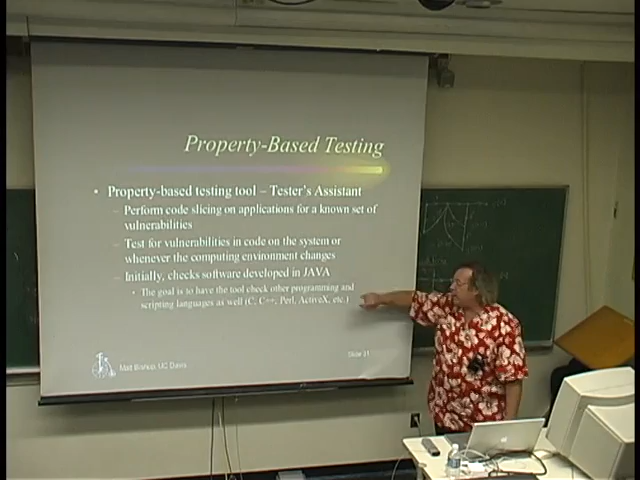 Property-Based Testing
• Property-based testing tool – Tester's Assistant
– Perform code slicing on applications for a known set of
vulnerabilities
– Test for vulnerabilities in code on the system or
whenever the computing environment changes
– Initially, checks software developed in JAVA
• The goal is to have the tool check other programming and
scripting languages as well (C, C++, Perl, ActiveX, etc.)
Matt Bishop, UC Davis
Slide 31